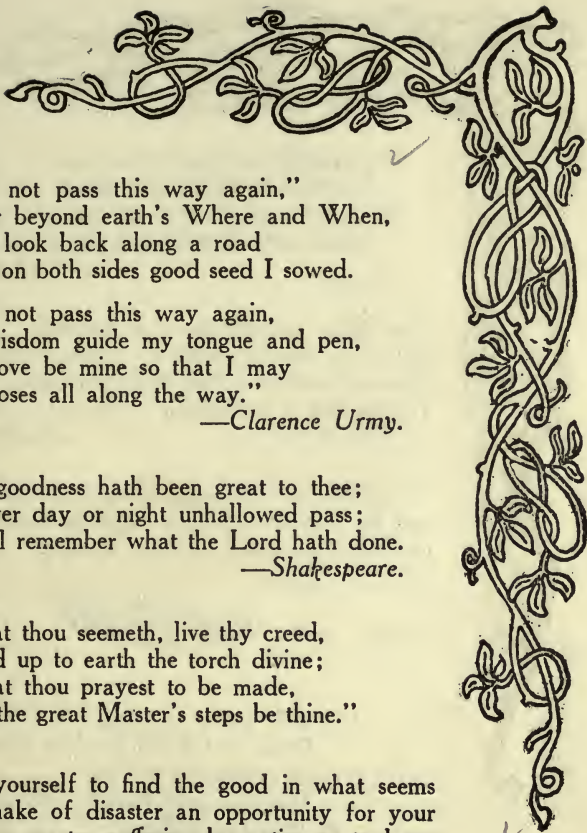 not pass this way again,"
beyond earth's Where and When,
look back along a road
on both sides good seed I sowed.
not pass this way again,
isdom guide my tongue and pen,
ove be mine so that I may
oses all along the way."
—Clarence Urmy.
goodness hath been great to thee;
er day or night unhallowed pass;
l remember what the Lord hath done.
—Shakespeare.
at thou seemeth, live thy creed,
d up to earth the torch divine;
at thou prayest to be made,
the great Master's steps be thine."
yourself to find the good in what seems
ake of disaster an opportunity for your